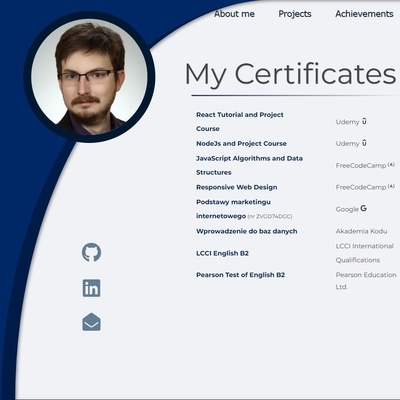 About me Projects Achievements
My Certificates
React Tutorial and Project
Course
Udemy
NodeJs and Project Course Udemy
JavaScript Algorithms and Data
Structures
FreeCodeCamp
Responsive Web Design FreeCodeCamp
Podstawy marketingu
internetowego (nr ZVGD74DGC)
Google
Wprowadzenie do baz danych Akademia Kodu
LCCI English B2
LCCI International
Qualifications
Pearson Test of English B2 Pearson Education
Ltd.